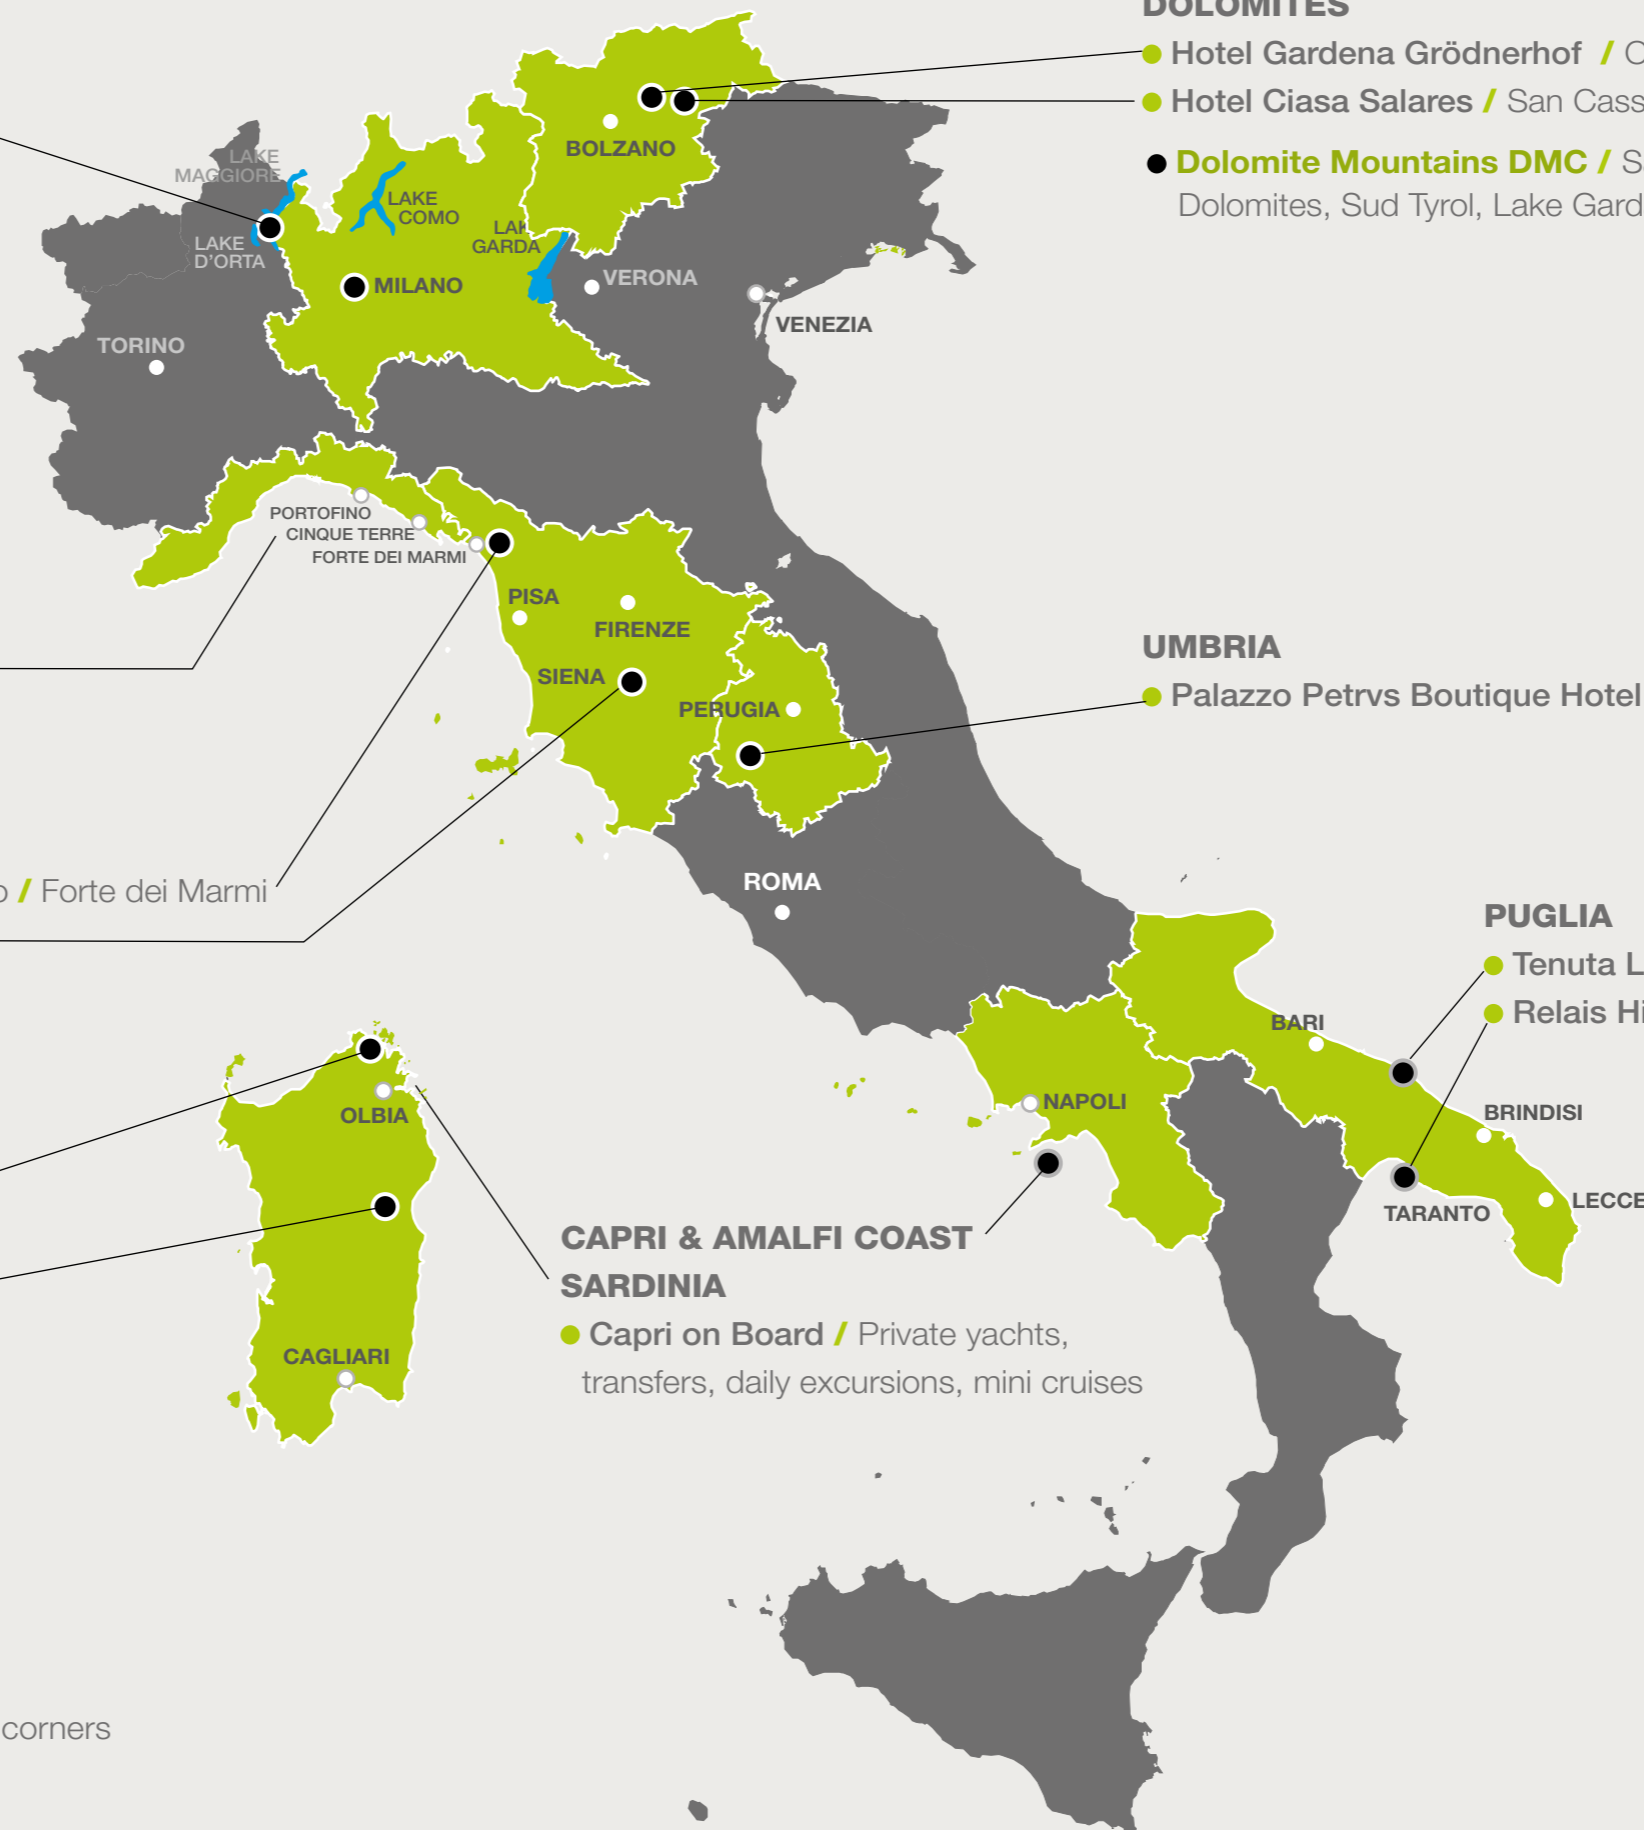 DOLOMITES
Hotel Gardena Grödnerhof /
Hotel Ciasa Salares / San Cass
Dolomite Mountains DMC /
Dolomites, Sud Tyrol, Lake Gard
BOLZANO
LAKE
MAGGIORE
LAKE
COMO
LAKE
D'ORTA
LAK
GARDA
MILANO
VERONA
VENEZIA
TORINO
PORTOFINO
CINQUE TERRE
FORTE DEI MARMI
PISA
FIRENZE
SIENA
PERUGIA
UMBRIA
Palazzo Petrvs Boutique Hotel
/ Forte dei Marmi
ROMA
PUGLIA
Tenuta L
Relais Hi
BARI
BRINDISI
NAPOLI
LECCE
TARANTO
OLBIA
CAPRI & AMALFI COAST
SARDINIA
Capri on Board / Private yachts,
transfers, daily excursions, mini cruises
CAGLIARI
corners